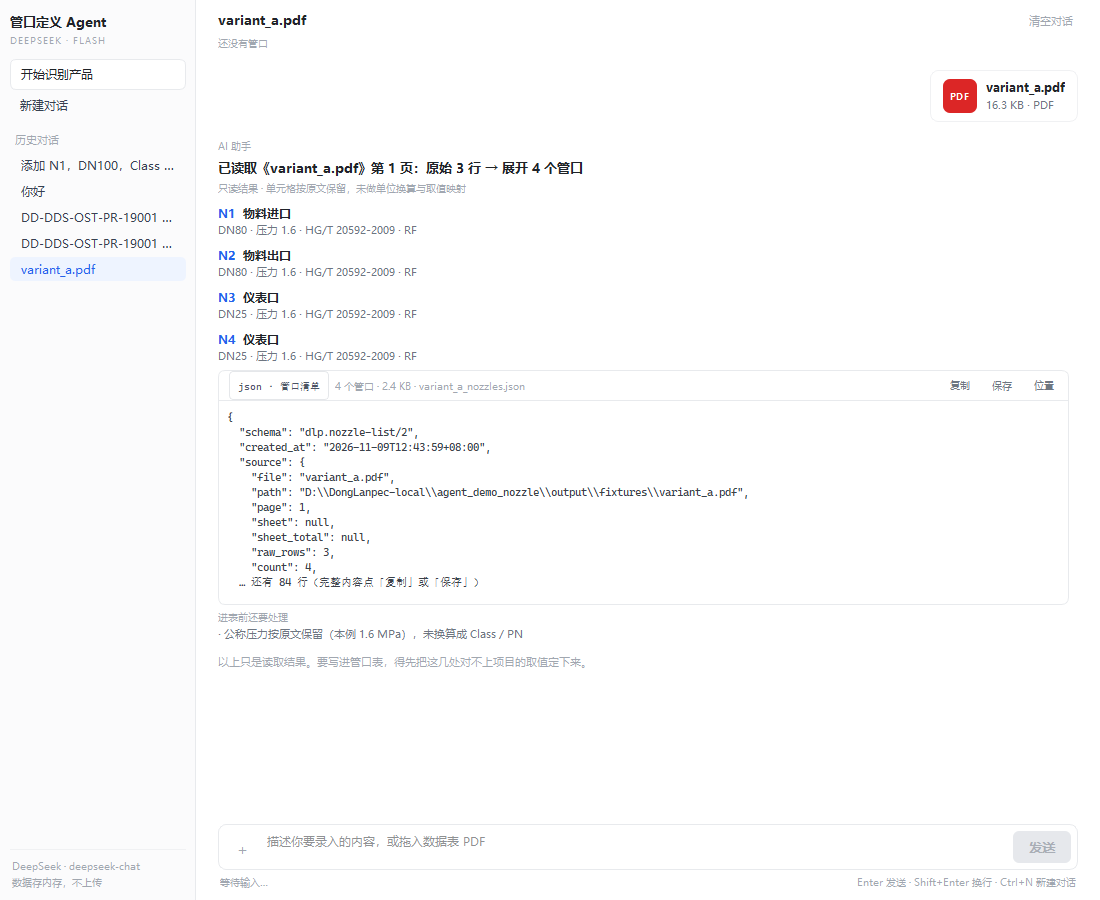 管口定义 Agent
DEEPSEEK · FLASH
开始识别产品
新建对话
历史对话
添加 N1，DN100，Class ...
你好
DD-DDS-OST-PR-19001 ...
DD-DDS-OST-PR-19001 ...
variant_a.pdf
DeepSeek · deepseek-chat
数据存内存，不上传
variant_a.pdf
清空对话
还没有管口
PDF
variant_a.pdf
16.3 KB · PDF
AI 助手
已读取《variant_a.pdf》第 1 页：原始 3 行 → 展开 4 个管口
只读结果 · 单元格按原文保留，未做单位换算与取值映射
N1 物料进口
DN80 · 压力 1.6 · HG/T 20592-2009 · RF
N2 物料出口
DN80 · 压力 1.6 · HG/T 20592-2009 · RF
N3 仪表口
DN25 · 压力 1.6 · HG/T 20592-2009 · RF
N4 仪表口
DN25 · 压力 1.6 · HG/T 20592-2009 · RF
json · 管口清单 4 个管口 · 2.4 KB · variant_a_nozzles.json 复制 保存 位置
{
"schema": "dlp.nozzle-list/2",
"created_at": "2026-11-09T12:43:59+08:00",
"source": {
"file": "variant_a.pdf",
"path": "D:\\DongLanpec-local\\agent_demo_nozzle\\output\\fixtures\\variant_a.pdf",
"page": 1,
"sheet": null,
"sheet_total": null,
"raw_rows": 3,
"count": 4,
… 还有 84 行（完整内容点「复制」或「保存」）
进表前还要处理
· 公称压力按原文保留（本例 1.6 MPa），未换算成 Class / PN
以上只是读取结果。要写进管口表，得先把这几处对不上项目的取值定下来。
+ 描述你要录入的内容，或拖入数据表 PDF
发送
等待输入...
Enter 发送 · Shift+Enter 换行 · Ctrl+N 新建对话